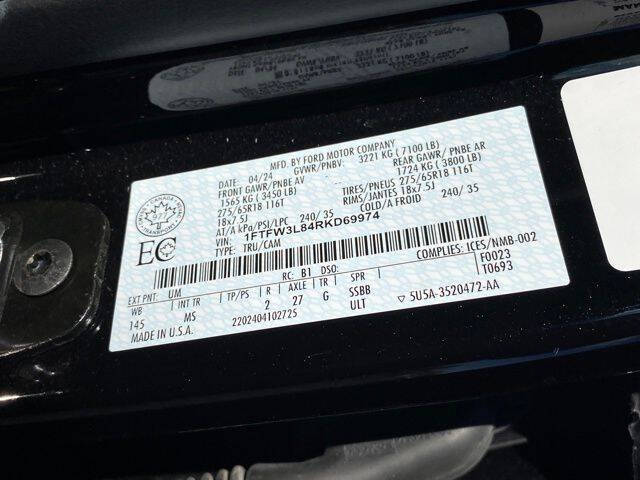 MFD. BY FORD MOTOR COMPANY
DATE: 04/24 GVWR/PNBV: 3221 KG ( 7100 LB)
FRONT GAWR/ PNBE AV REAR GAWR/ PNBE AR
1565 KG ( 3450 LB) 1724 KG ( 3800 LB)
275/65R18 116T TIRES/PNEUS 275/65R18 116T
18x7.5J RIMS/JANTES 18x7.5J
AT/A kPa/PSI/LPC 240/ 35 COLD/A FROID 240/ 35
VIN: 1FTFW3L84RKD69974
TYPE: TRU/CAM
CANADA
977
EC
COMPLIES: ICES/NMB-002
F0023
T0693
EXT PNT: UM RC: B1 DSO:
WB INT TR TP/PS R AXLE TR SPR
145 MS 2 27 G SSBB
ULT
MADE IN U.S.A. 2202404102725 5U5A-3520472-AA